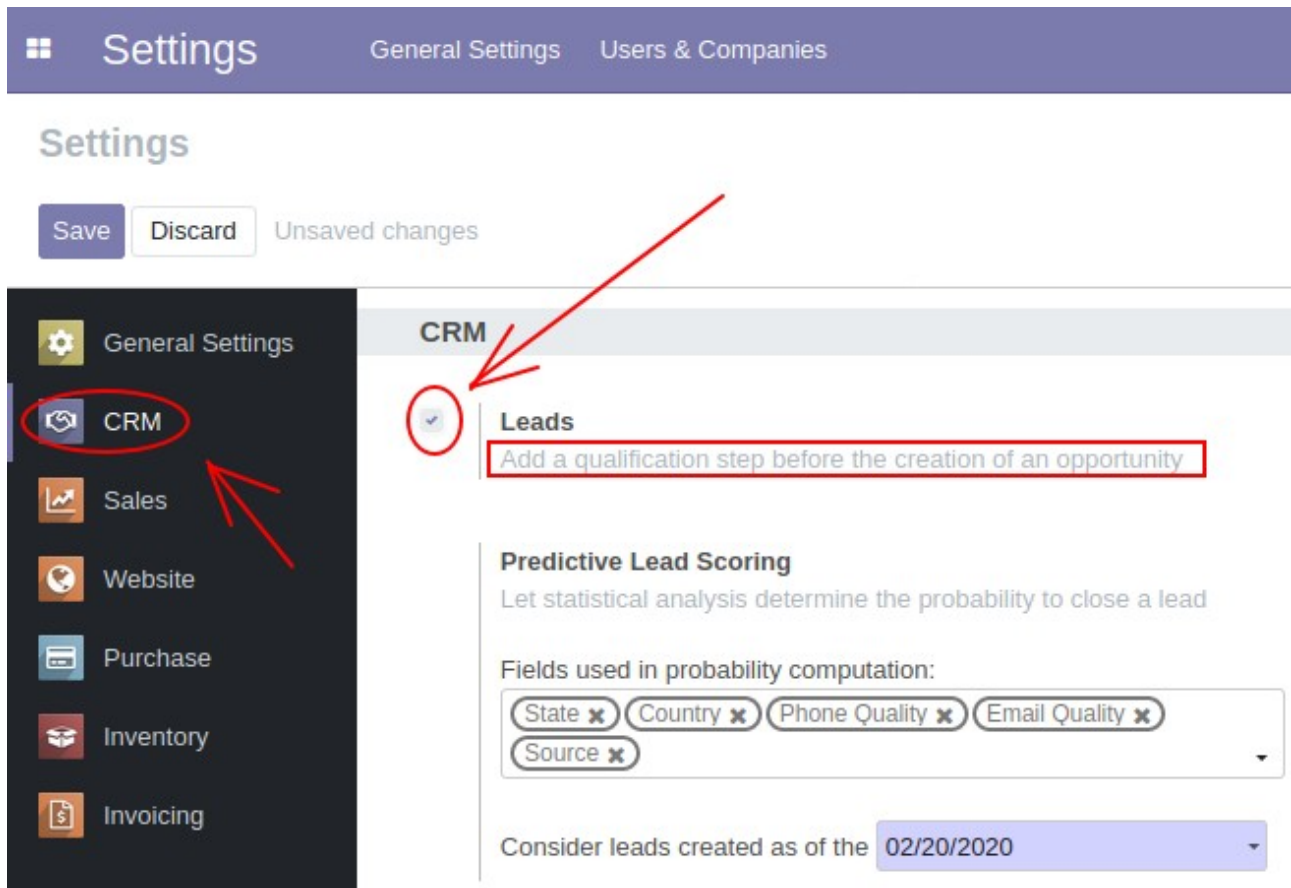 Settings General Settings Users & Companies
Settings
Save Discard Unsaved changes
General Settings
CRM
Sales
Website
Purchase
Inventory
Invoicing
CRM
Leads
Add a qualification step before the creation of an opportunity
Predictive Lead Scoring
Let statistical analysis determine the probability to close a lead
Fields used in probability computation:
State Country Phone Quality Email Quality
Source
Consider leads created as of the 02/20/2020